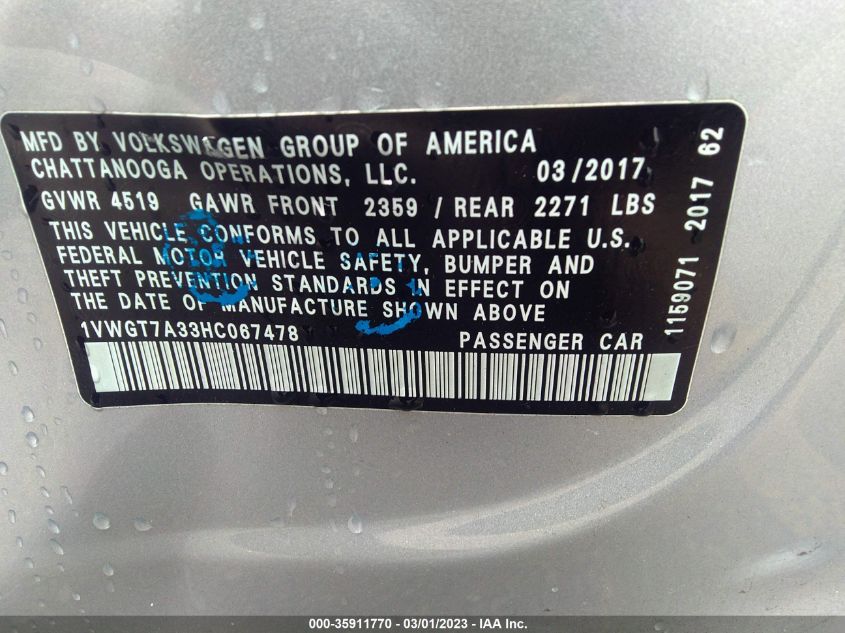 MFD BY VOLKSWAGEN GROUP OF AMERICA
CHATTANOOGA OPERATIONS, LLC. 03/2017
GVWR 4519 GAWR FRONT 2359 / REAR 2271 LBS
THIS VEHICLE CONFORMS TO ALL APPLICABLE U.S.
FEDERAL MOTOR VEHICLE SAFETY, BUMPER AND
THEFT PREVENTION STANDARDS IN EFFECT ON
THE DATE OF MANUFACTURE SHOWN ABOVE
1VWGT7A33HC067478 PASSENGER CAR
1159071 2017 62
000-35911770 - 03/01/2023 - IAA Inc.